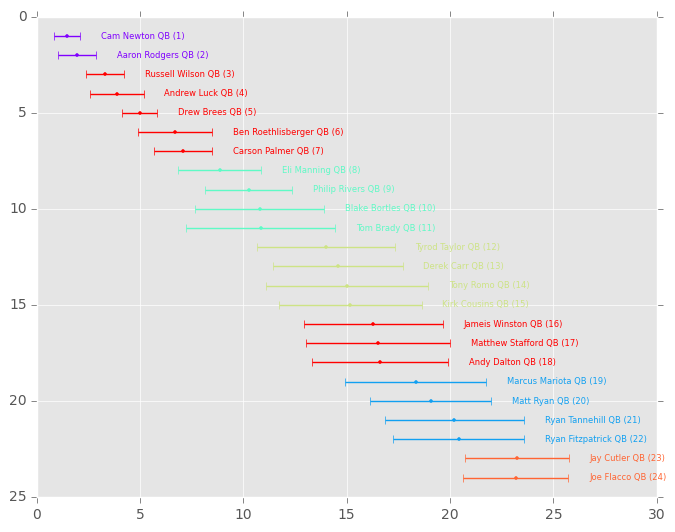 0
Cam Newton QB (1)
Aaron Rodgers QB (2)
Russell Wilson QB (3)
Andrew Luck QB (4)
5
Drew Brees QB (5)
Ben Roethlisberger QB (6)
Carson Palmer QB (7)
Eli Manning QB (8)
Philip Rivers QB (9)
10
Blake Bortles QB (10)
Tom Brady QB (11)
Tyrod Taylor QB (12)
Derek Carr QB (13)
Tony Romo QB (14)
15
Kirk Cousins QB (15)
Jameis Winston QB (16)
Matthew Stafford QB (17)
Andy Dalton QB (18)
Marcus Mariota QB (19)
20
Matt Ryan QB (20)
Ryan Tannehill QB (21)
Ryan Fitzpatrick QB (22)
Jay Cutler QB (23)
Joe Flacco QB (24)
25
0 5 10 15 20 25 30